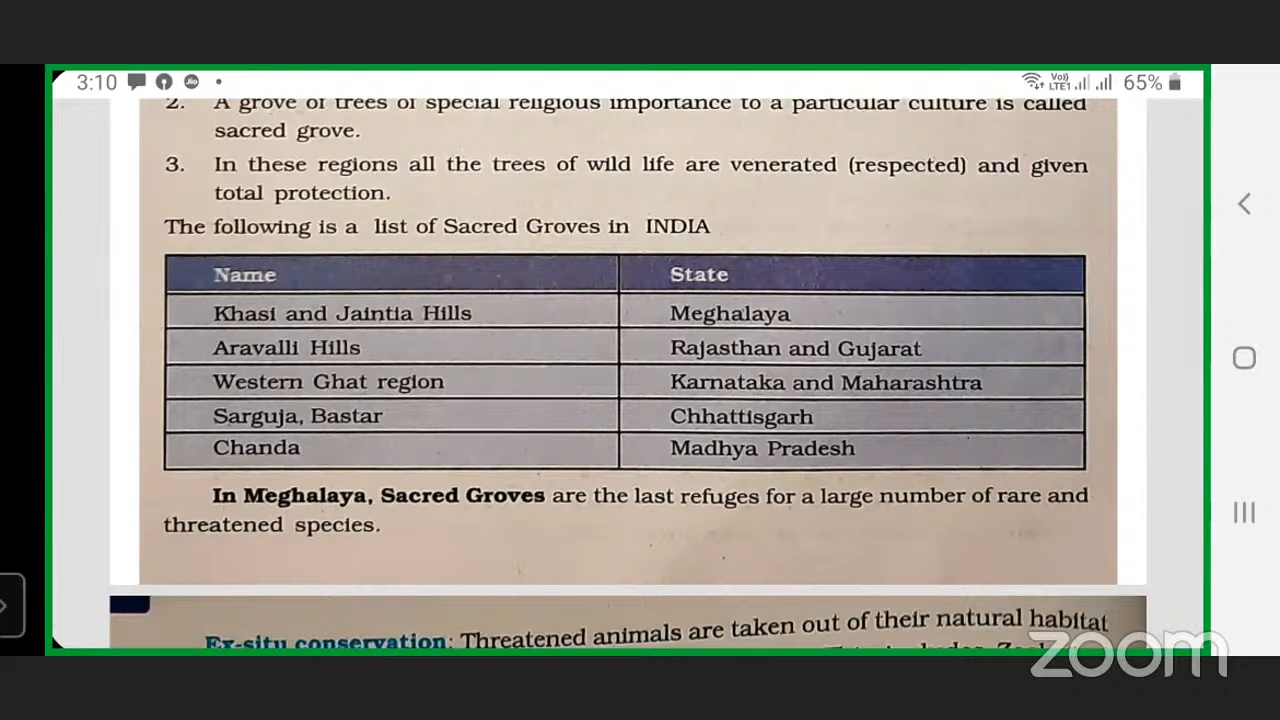 3:10
Vo)) LTE1 65%
2. A grove of trees of special religious importance to a particular culture is called
sacred grove.
3. In these regions all the trees of wild life are venerated (respected) and given
total protection.
The following is a list of Sacred Groves in INDIA
Name State
Khasi and Jaintia Hills Meghalaya
Aravalli Hills Rajasthan and Gujarat
Western Ghat region Karnataka and Maharashtra
Sarguja, Bastar Chhattisgarh
Chanda Madhya Pradesh
In Meghalaya, Sacred Groves are the last refuges for a large number of rare and
threatened species.
Ex-situ conservation: Threatened animals are taken out of their natural habitat
zoom